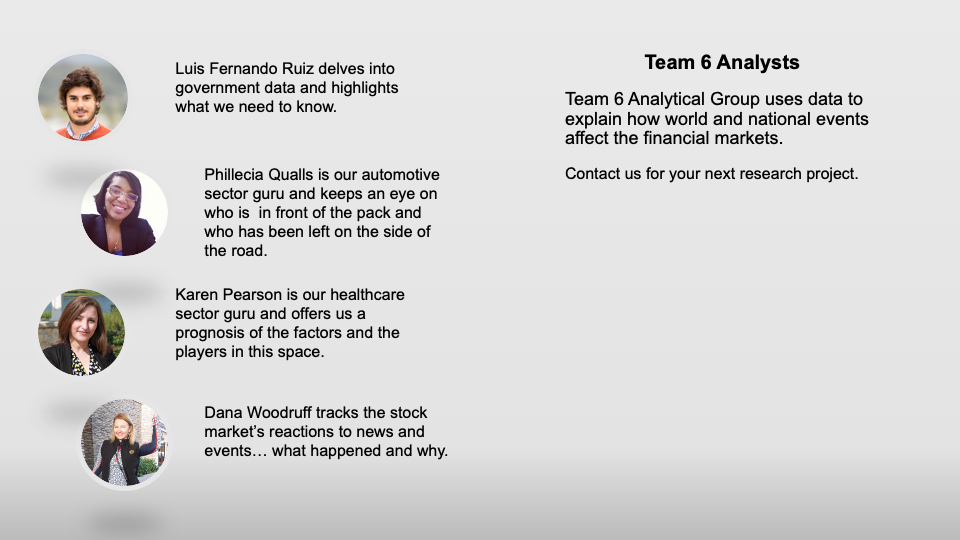 Luis Fernando Ruiz delves into
government data and highlights
what we need to know.
Phillecia Qualls is our automotive
sector guru and keeps an eye on
who is  in front of the pack and
who has been left on the side of
the road.
Karen Pearson is our healthcare
sector guru and offers us a
prognosis of the factors and the
players in this space.
Dana Woodruff tracks the stock
market’s reactions to news and
events… what happened and why.
Team 6 Analysts
Team 6 Analytical Group uses data to
explain how world and national events
affect the financial markets.
Contact us for your next research project.